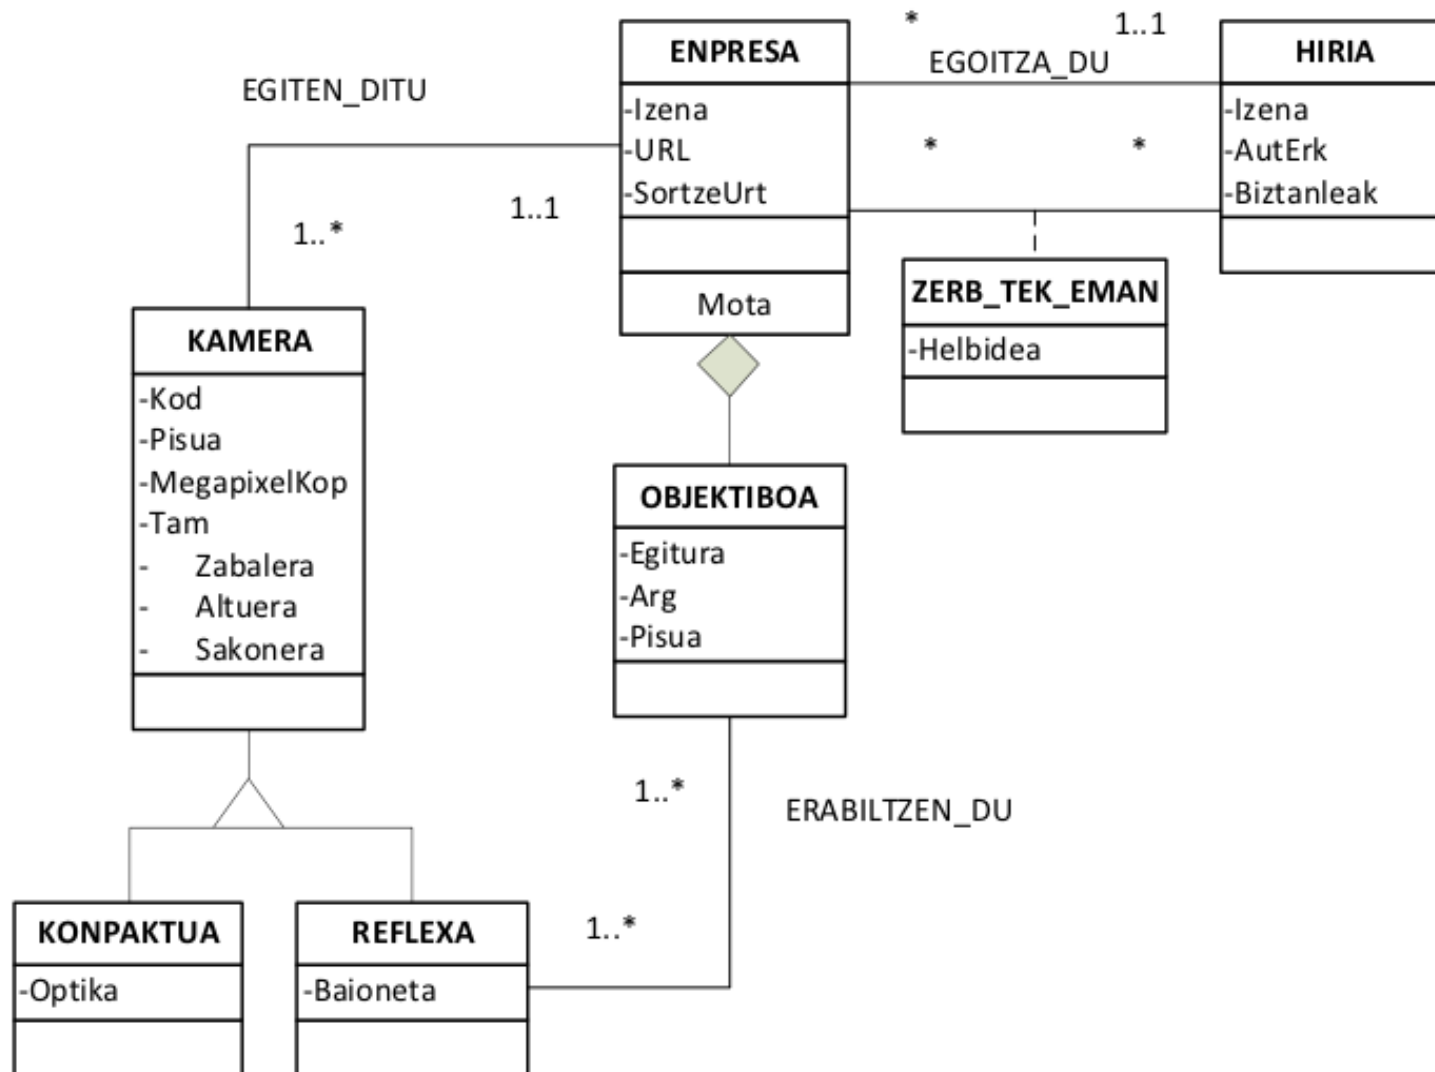 *
1..1
ENPRESA
EGOITZA_DU
HIRIA
EGITEN_DITU
-Izena
-URL
-SortzeUrt
*
*
-Izena
-AutErk
-Biztanleak
1..*
1..1
Mota
ZERB_TEK_EMAN
-Helbidea
KAMERA
-Kod
-Pisua
-MegapixelKop
-Tam
- Zabalera
- Altuera
- Sakonera
OBJEKTIBOA
-Egitura
-Arg
-Pisua
1..*
ERABILTZEN_DU
1..*
KONPAKTUA
-Optika
REFLEXA
-Baioneta